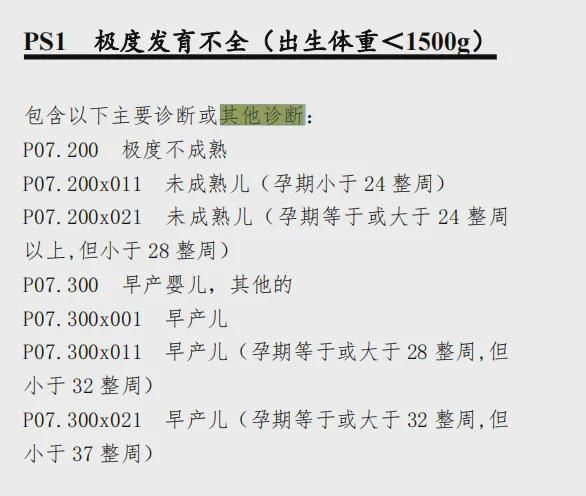 PS1 极度发育不全（出生体重＜1500g）
包含以下主要诊断或其他诊断：
P07.200 极度不成熟
P07.200x011 未成熟儿（孕期小于 24 整周）
P07.200x021 未成熟儿（孕期等于或大于 24 整周
以上,但小于 28 整周）
P07.300 早产婴儿，其他的
P07.300x001 早产儿
P07.300x011 早产儿（孕期等于或大于 28 整周,但
小于 32 整周）
P07.300x021 早产儿（孕期等于或大于 32 整周,但
小于 37 整周）